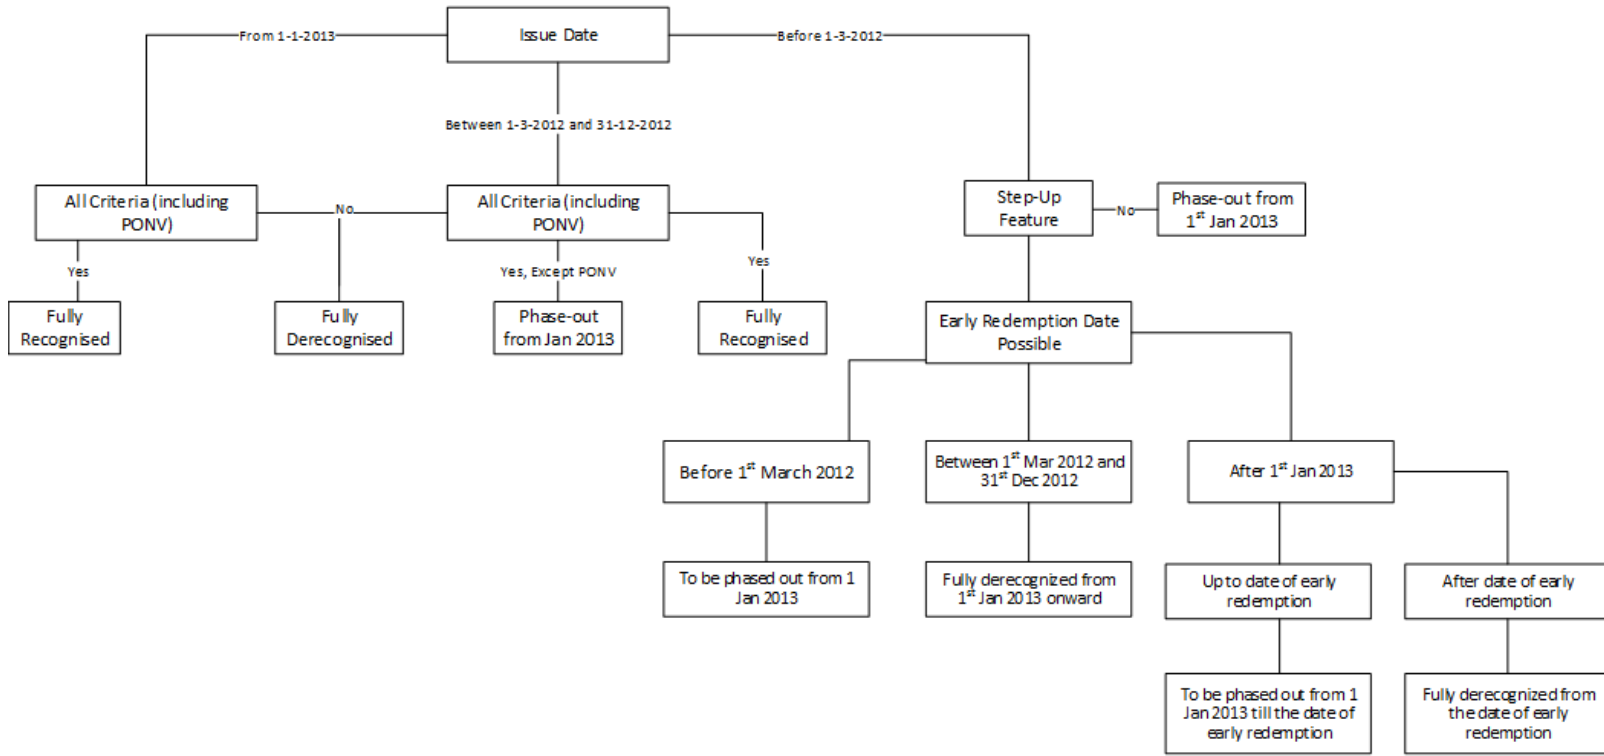 From 1-1-2013
Issue Date
Before 1-3-2012
Between 1-3-2012 and 31-12-2012
All Criteria (including
PONV)
No
All Criteria (including
PONV)
Step-Up
Feature
No
Phase-out from
1st Jan 2013
Yes
Yes, Except PONV
Yes
Fully
Recognised
Fully
Derecognised
Phase-out
from Jan 2013
Fully
Recognised
Early Redemption Date
Possible
Before 1st March 2012
Between 1st Mar 2012 and
31st Dec 2012
After 1st Jan 2013
To be phased out from 1
Jan 2013
Fully derecognized from
1st Jan 2013 onward
Up to date of early
redemption
After date of early
redemption
To be phased out from 1
Jan 2013 till the date of
early redemption
Fully derecognized from
the date of early
redemption